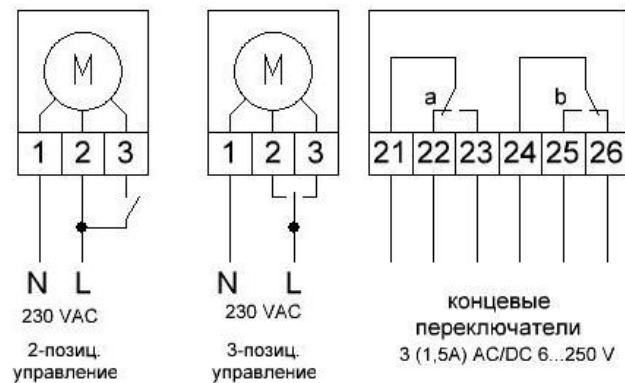 M
1 2 3
N L
230 VAC
2-позиц.
управление
M
1 2 3
N L
230 VAC
3-позиц.
управление
a b
21 22 23 24 25 26
концевые
переключатели
3 (1,5A) AC/DC 6...250 V